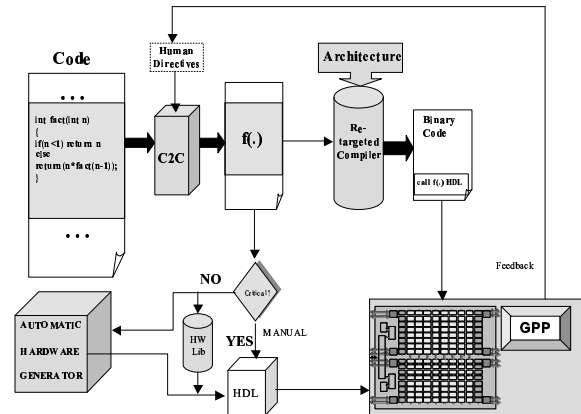 Code
Human
Directives
Architecture
• • •
int fact(int n)
{
if(n<1) return n
else
return(n*fact(n-1));
}
• • •
C2C
f(.)
Re-
targeted
Compiler
Binary
Code
call f(.) HDL
Feedback
Critical?
NO
YES
MANUAL
AUTOMATIC
HARDWARE
GENERATOR
HW
Lib
HDL
GPP